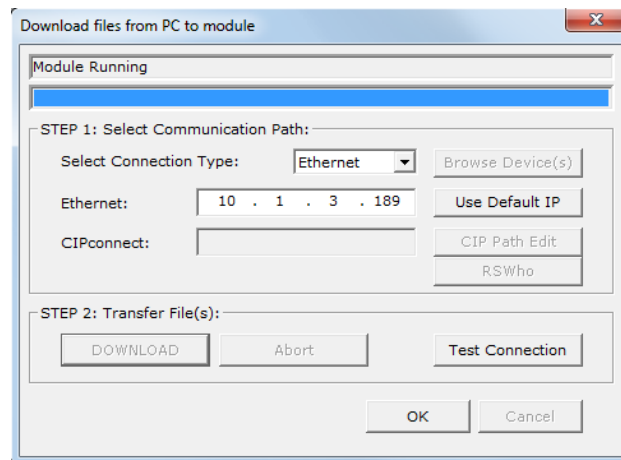 Download files from PC to module
x
Module Running
STEP 1: Select Communication Path:
Select Connection Type: Ethernet Browse Device(s)
Ethernet: 10 . 1 . 3 . 189 Use Default IP
CIPconnect: CIP Path Edit
RSWho
STEP 2: Transfer File(s):
DOWNLOAD Abort Test Connection
OK Cancel